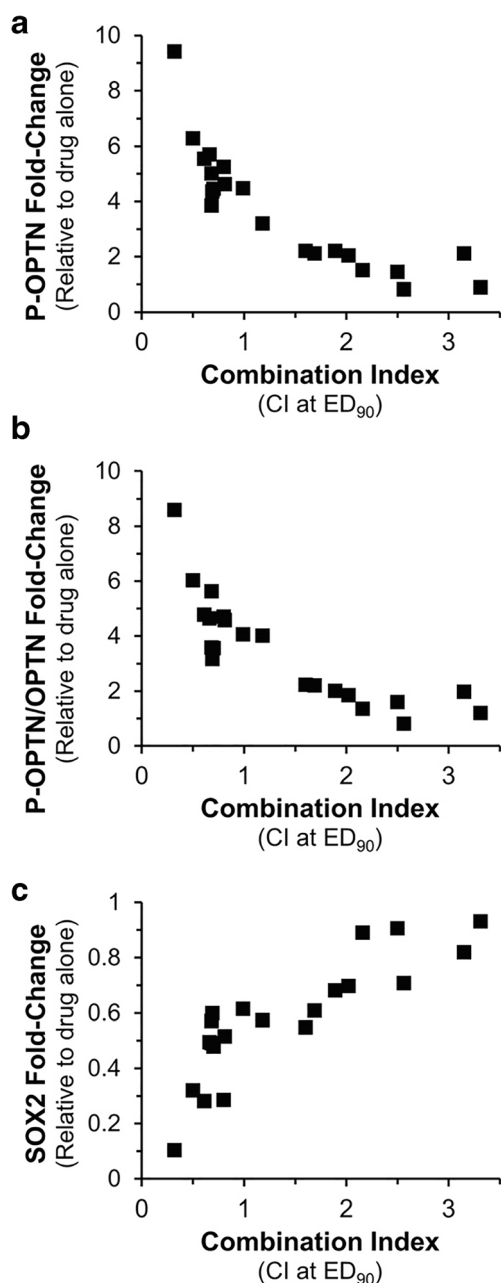 a
P-OPTN Fold-Change
(Relative to drug alone)
10
8
6
4
2
0
0 1 2 3
Combination Index
(CI at ED90)
b
P-OPTN/OPTN Fold-Change
(Relative to drug alone)
10
8
6
4
2
0
0 1 2 3
Combination Index
(CI at ED90)
c
SOX2 Fold-Change
(Relative to drug alone)
1
0.8
0.6
0.4
0.2
0
0 1 2 3
Combination Index
(CI at ED90)